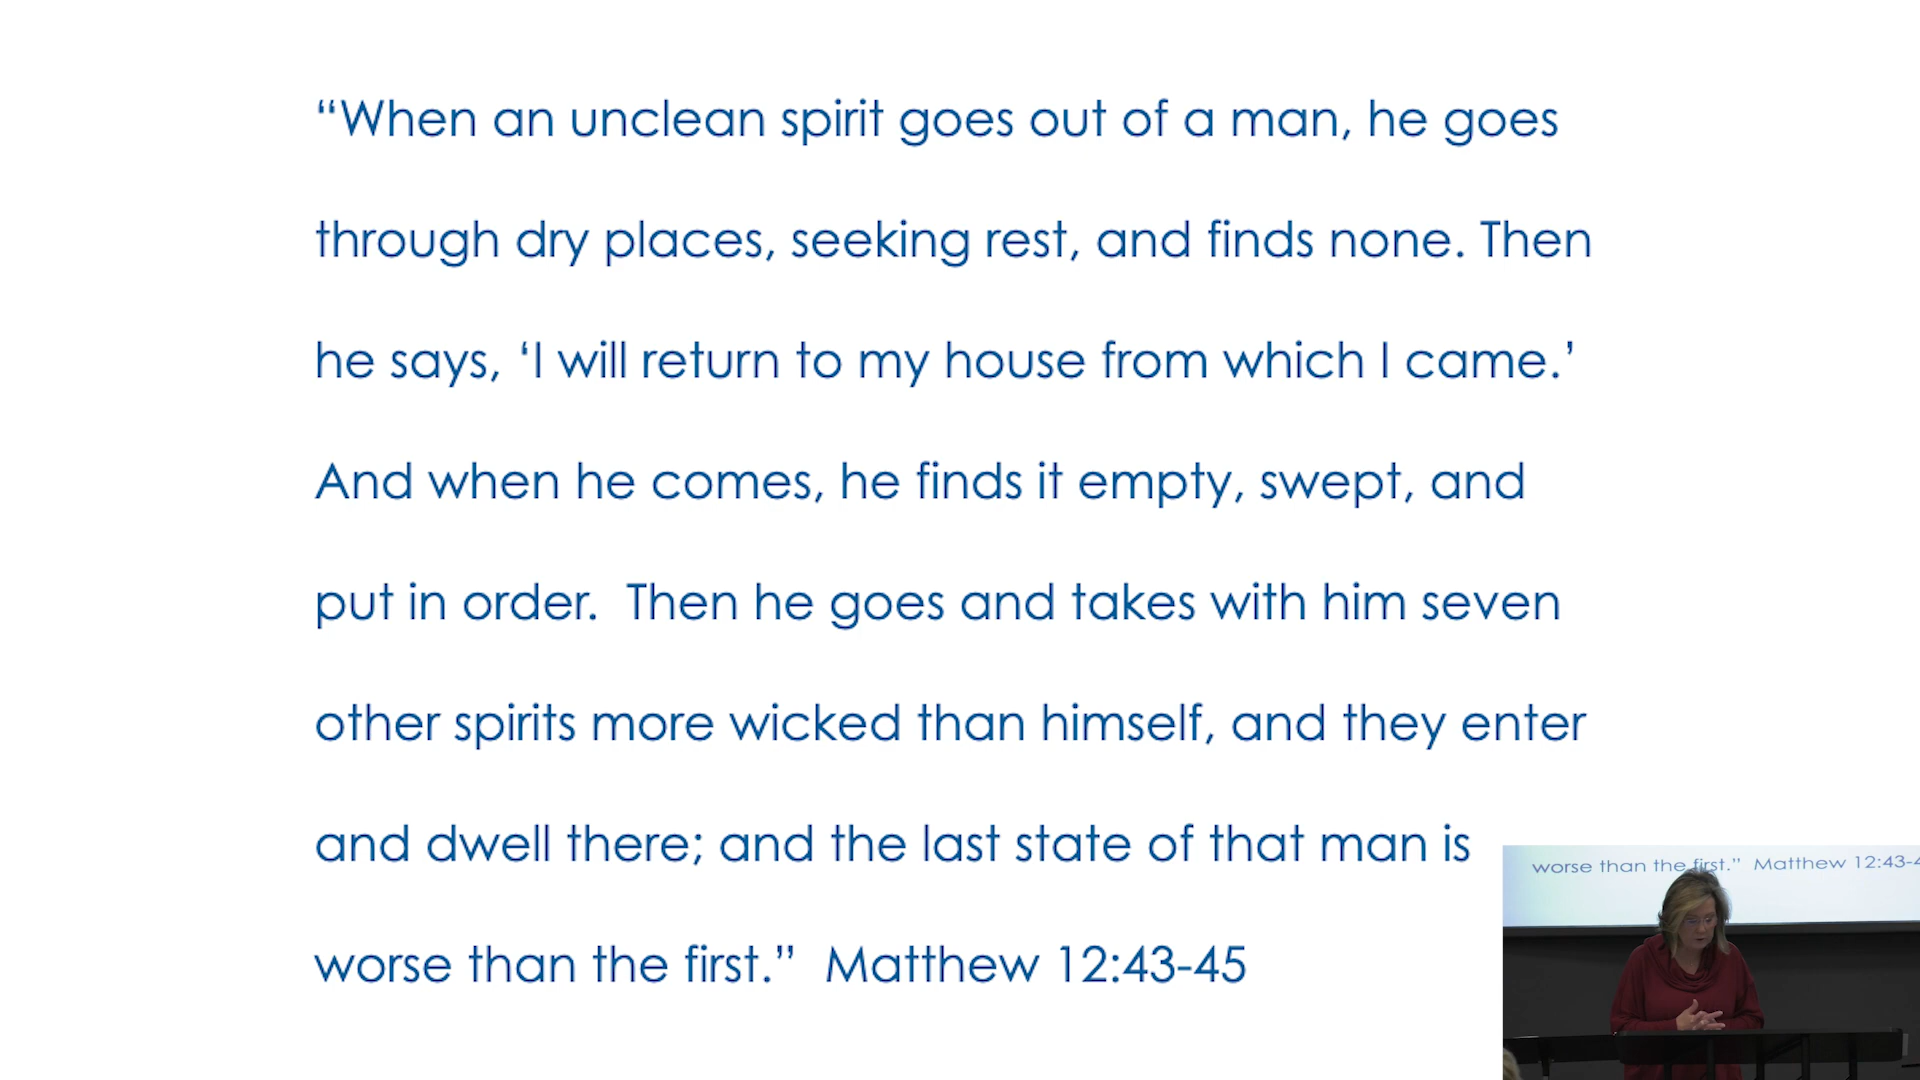 “When an unclean spirit goes out of a man, he goes
through dry places, seeking rest, and finds none. Then
he says, ‘I will return to my house from which I came.’
And when he comes, he finds it empty, swept, and
put in order.  Then he goes and takes with him seven
other spirits more wicked than himself, and they enter
and dwell there; and the last state of that man is
worse than the first.”  Matthew 12:43-45
worse than the first.”  Matthew 12:43-